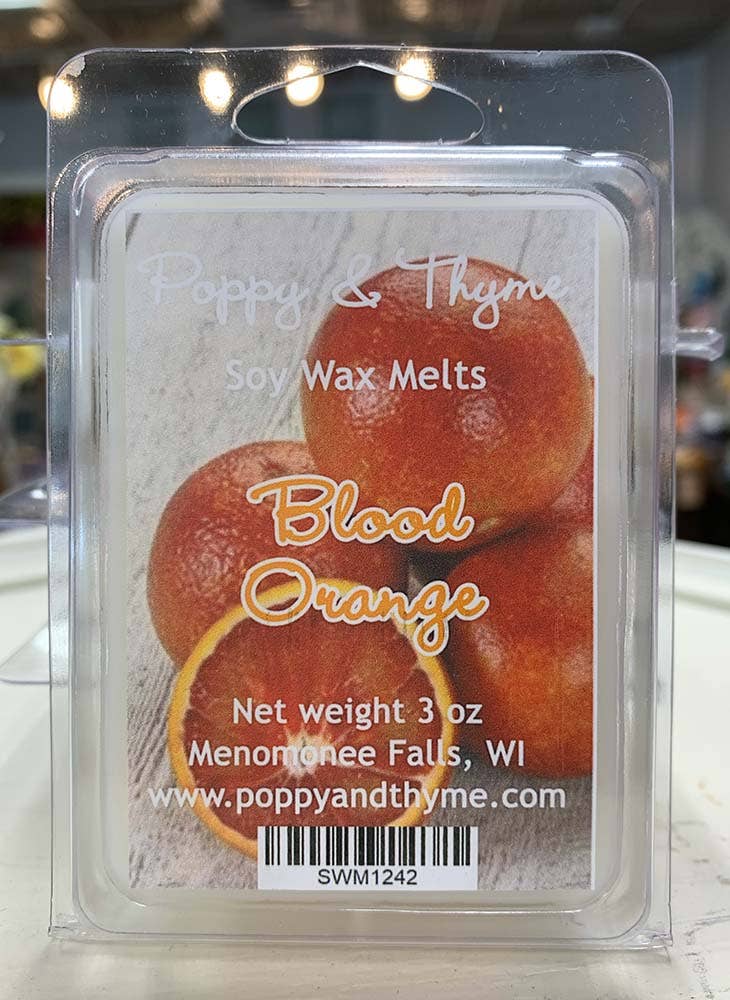 Poppy & Thyme
Soy Wax Melts
Blood
Orange
Net weight 3 oz
Menomonee Falls, WI
www.poppyandthyme.com
SWM1242